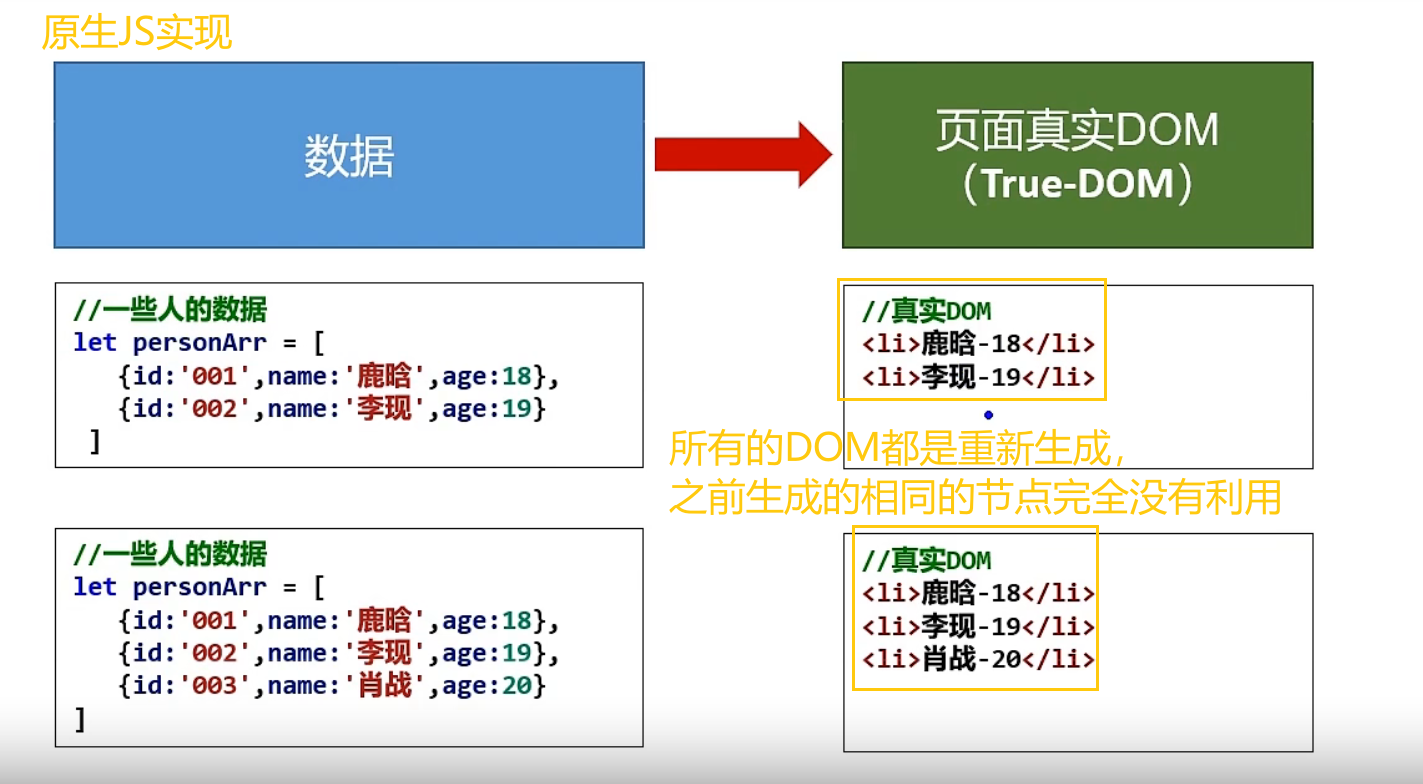 原生JS实现
数据
页面真实DOM
（True-DOM）
//一些人的数据
let personArr = [
{id:'001',name:'鹿晗',age:18},
{id:'002',name:'李现',age:19}
]
//真实DOM
<li>鹿晗-18</li>
<li>李现-19</li>
所有的DOM都是重新生成，
之前生成的相同的节点完全没有利用
//一些人的数据
let personArr = [
{id:'001',name:'鹿晗',age:18},
{id:'002',name:'李现',age:19},
{id:'003',name:'肖战',age:20}
]
//真实DOM
<li>鹿晗-18</li>
<li>李现-19</li>
<li>肖战-20</li>